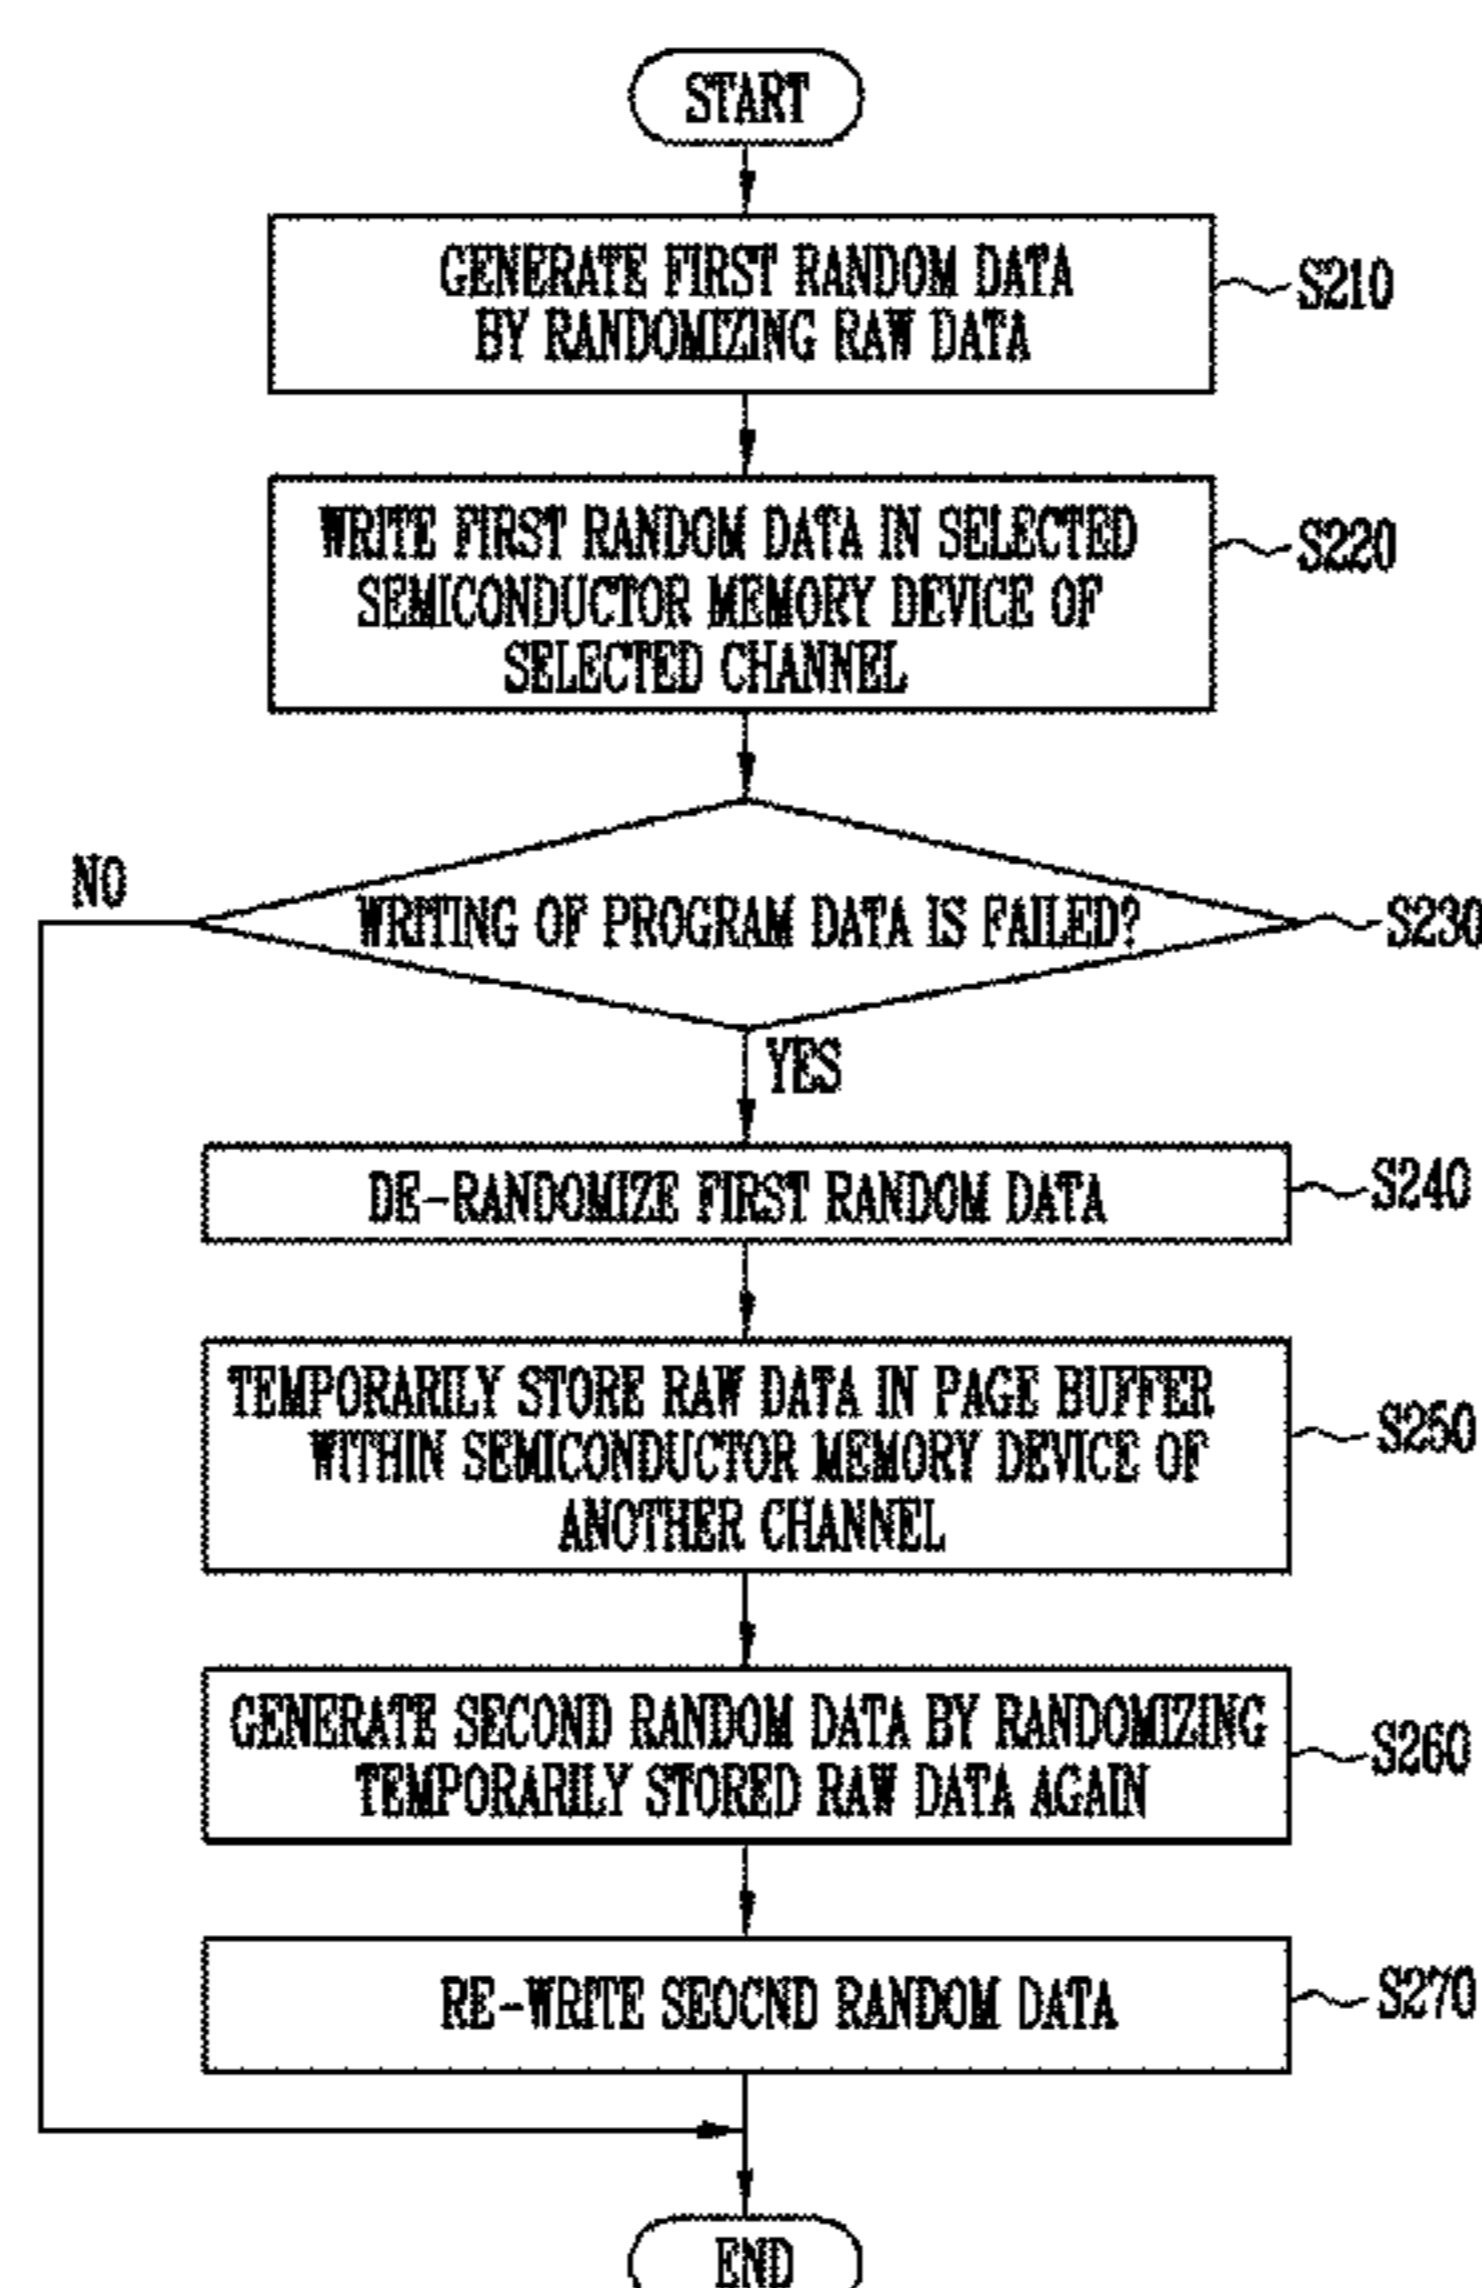 START
GENERATE FIRST RANDOM DATA
BY RANDOMIZING RAW DATA
S210
WRITE FIRST RANDOM DATA IN SELECTED
SEMICONDUCTOR MEMORY DEVICE OF
SELECTED CHANNEL
S220
NO
WRITING OF PROGRAM DATA IS FAILED?
S230
YES
DE-RANDOMIZE FIRST RANDOM DATA
S240
TEMPORARILY STORE RAW DATA IN PAGE BUFFER
WITHIN SEMICONDUCTOR MEMORY DEVICE OF
ANOTHER CHANNEL
S250
GENERATE SECOND RANDOM DATA BY RANDOMIZING
TEMPORARILY STORED RAW DATA AGAIN
S260
RE-WRITE SEOCND RANDOM DATA
S270
END